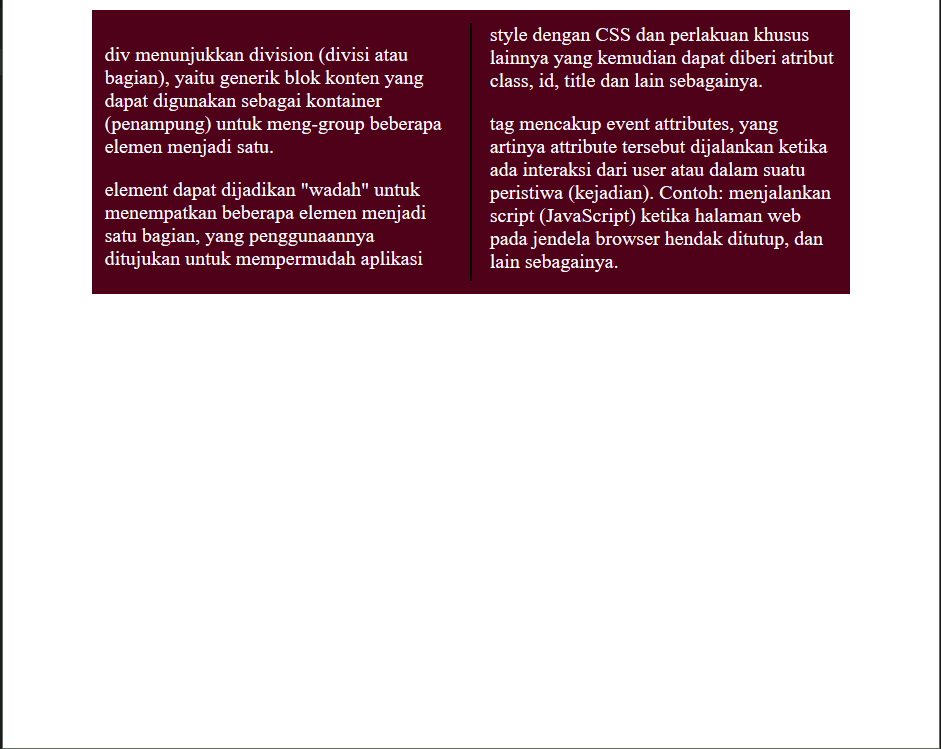 div menunjukkan division (divisi atau
bagian), yaitu generik blok konten yang
dapat digunakan sebagai kontainer
(penampung) untuk meng-group beberapa
elemen menjadi satu.
element dapat dijadikan "wadah" untuk
menempatkan beberapa elemen menjadi
satu bagian, yang penggunaannya
ditujukan untuk mempermudah aplikasi
style dengan CSS dan perlakuan khusus
lainnya yang kemudian dapat diberi atribut
class, id, title dan lain sebagainya.
tag mencakup event attributes, yang
artinya attribute tersebut dijalankan ketika
ada interaksi dari user atau dalam suatu
peristiwa (kejadian). Contoh: menjalankan
script (JavaScript) ketika halaman web
pada jendela browser hendak ditutup, dan
lain sebagainya.